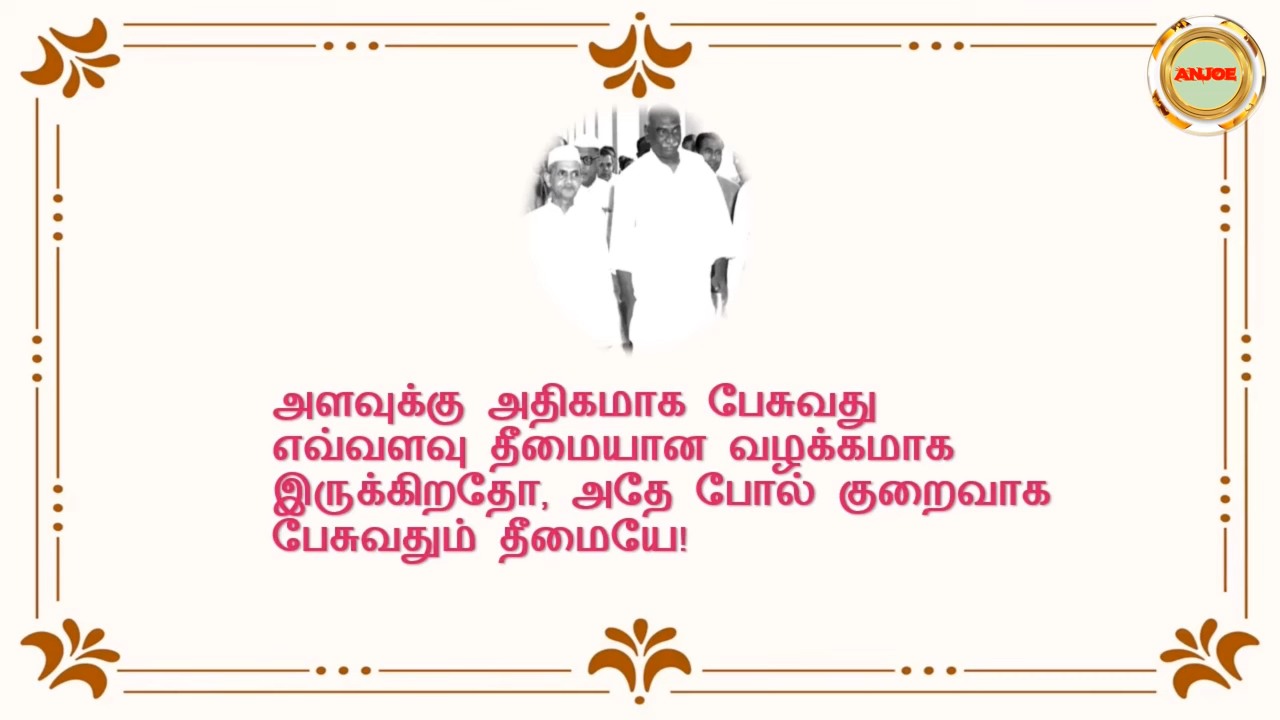 ANJOE
அளவுக்கு அதிகமாக பேசுவது
எவ்வளவு தீமையான வழக்கமாக
இருக்கிறதோ, அதே போல் குறைவாக
பேசுவதும் தீமையே!